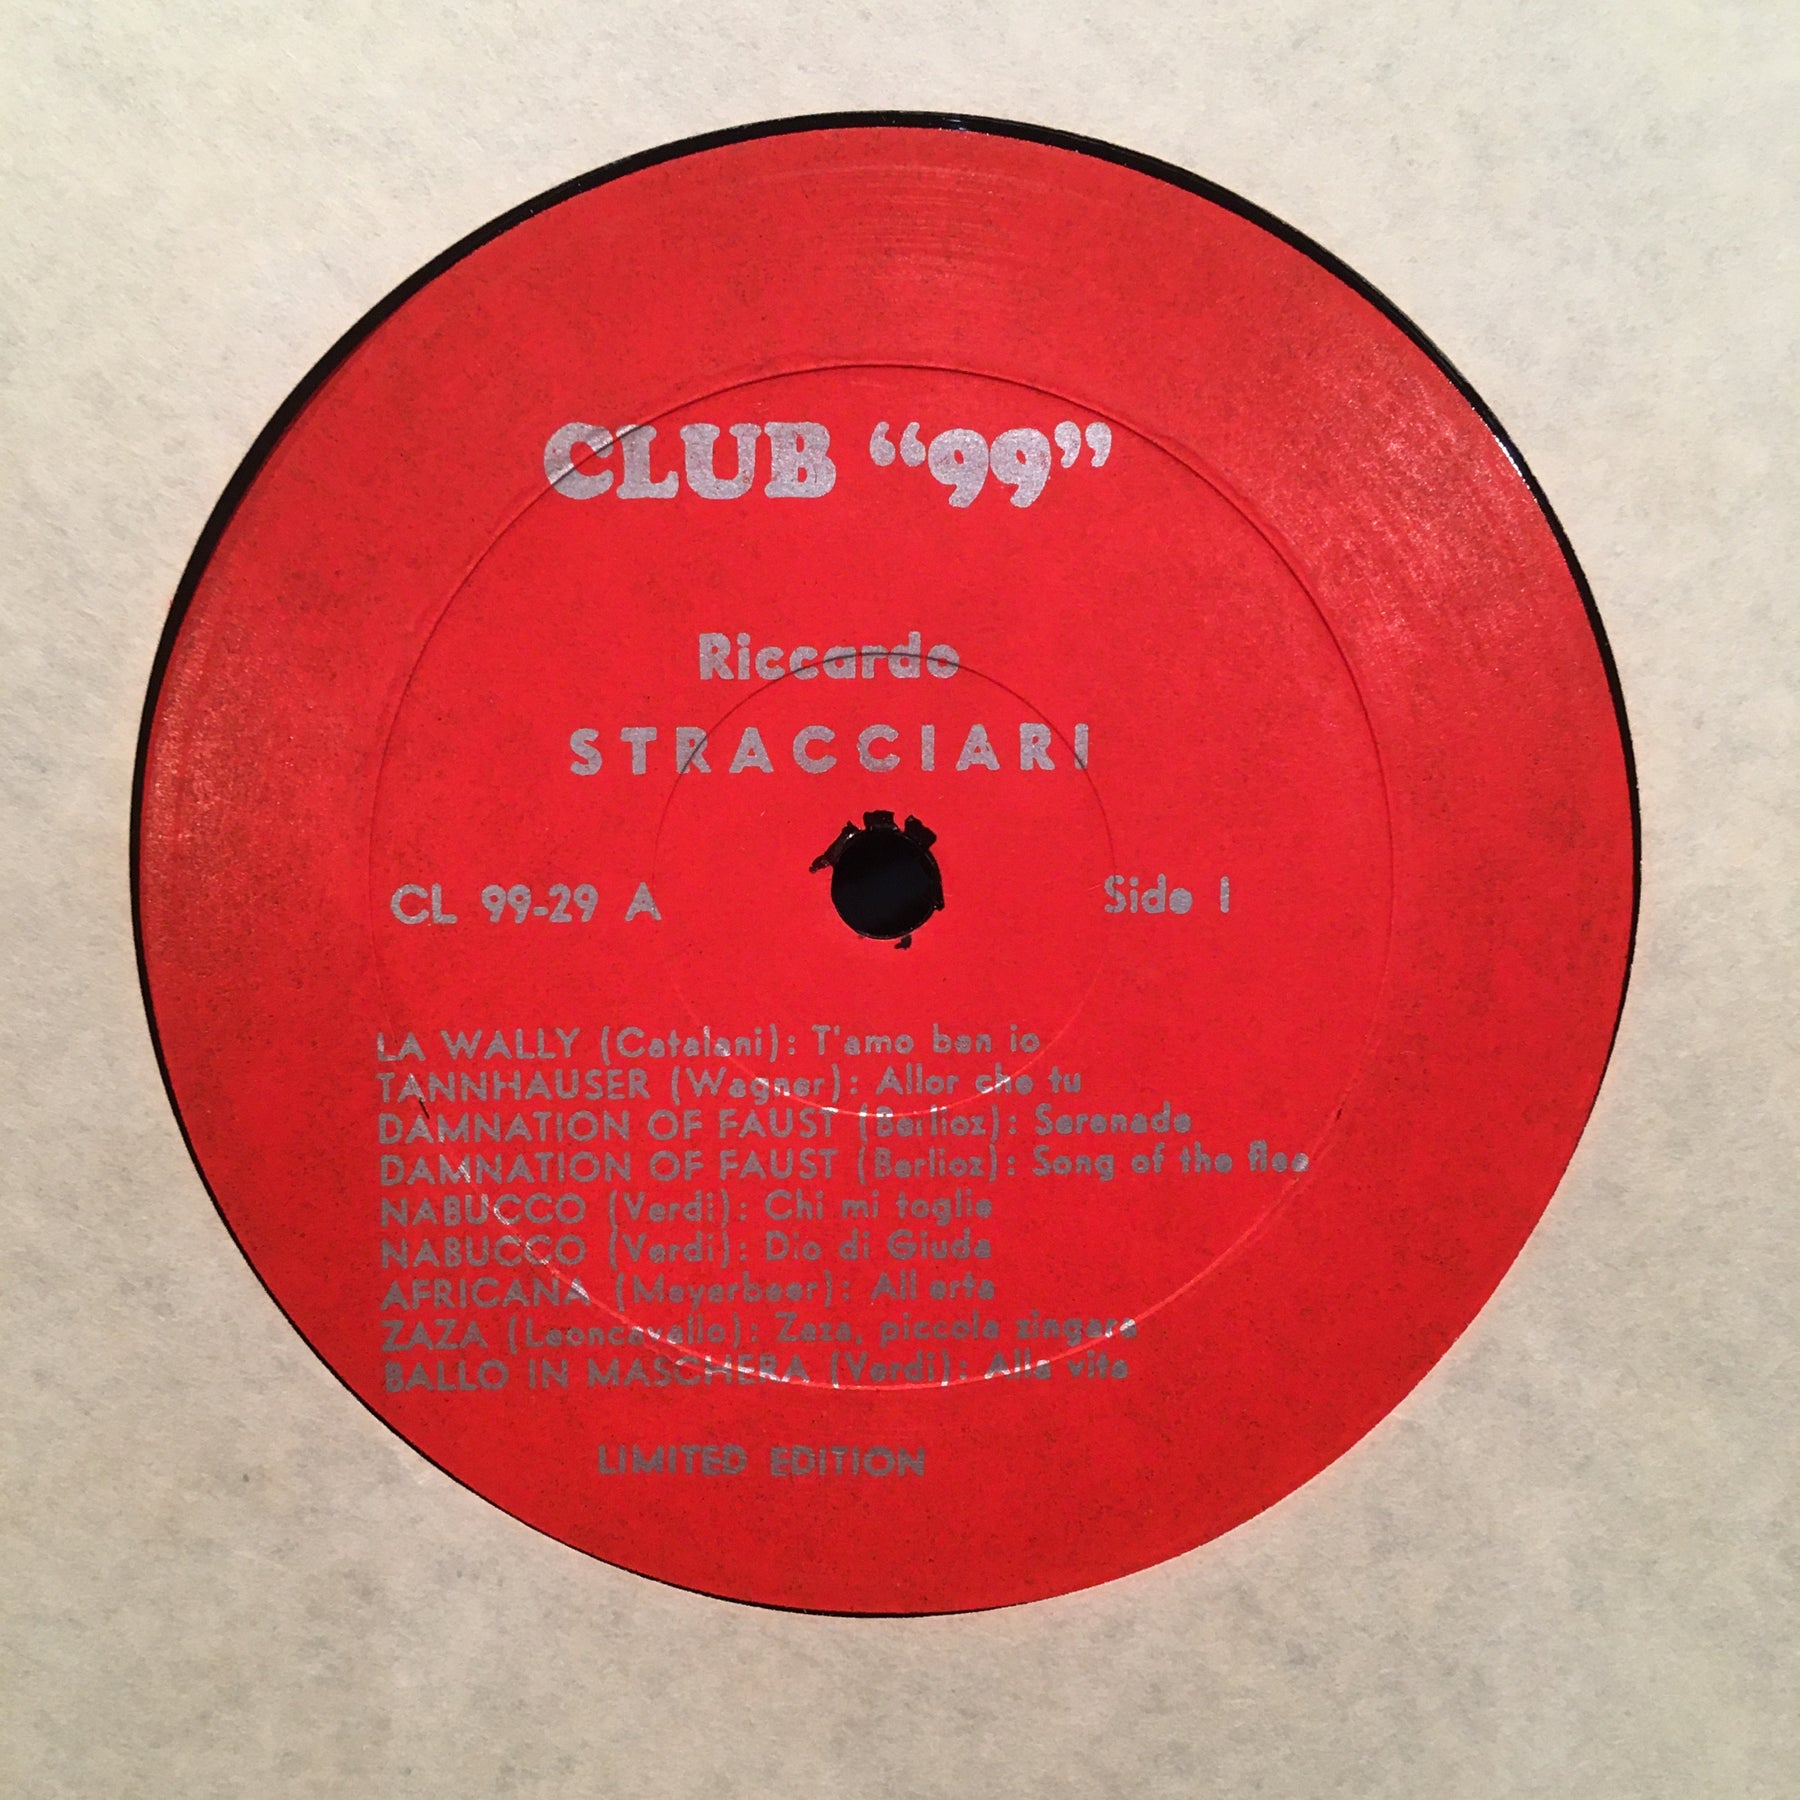 CLUB “99”
Riccardo
STRACCIARI
CL 99-29 A
Side 1
LA WALLY (Catalani): T'amo ben io
TANNHAUSER (Wagner): Allor che tu
DAMNATION OF FAUST (Berlioz): Serenade
DAMNATION OF FAUST (Berlioz): Song of the flea
NABUCCO (Verdi): Chi mi toglie
NABUCCO (Verdi): Dio di Giuda
AFRICANA (Meyerbeer): All erta
ZAZA (Leoncavallo): Zaza, piccola zingara
BALLO IN MASCHERA (Verdi): Alla vita
LIMITED EDITION